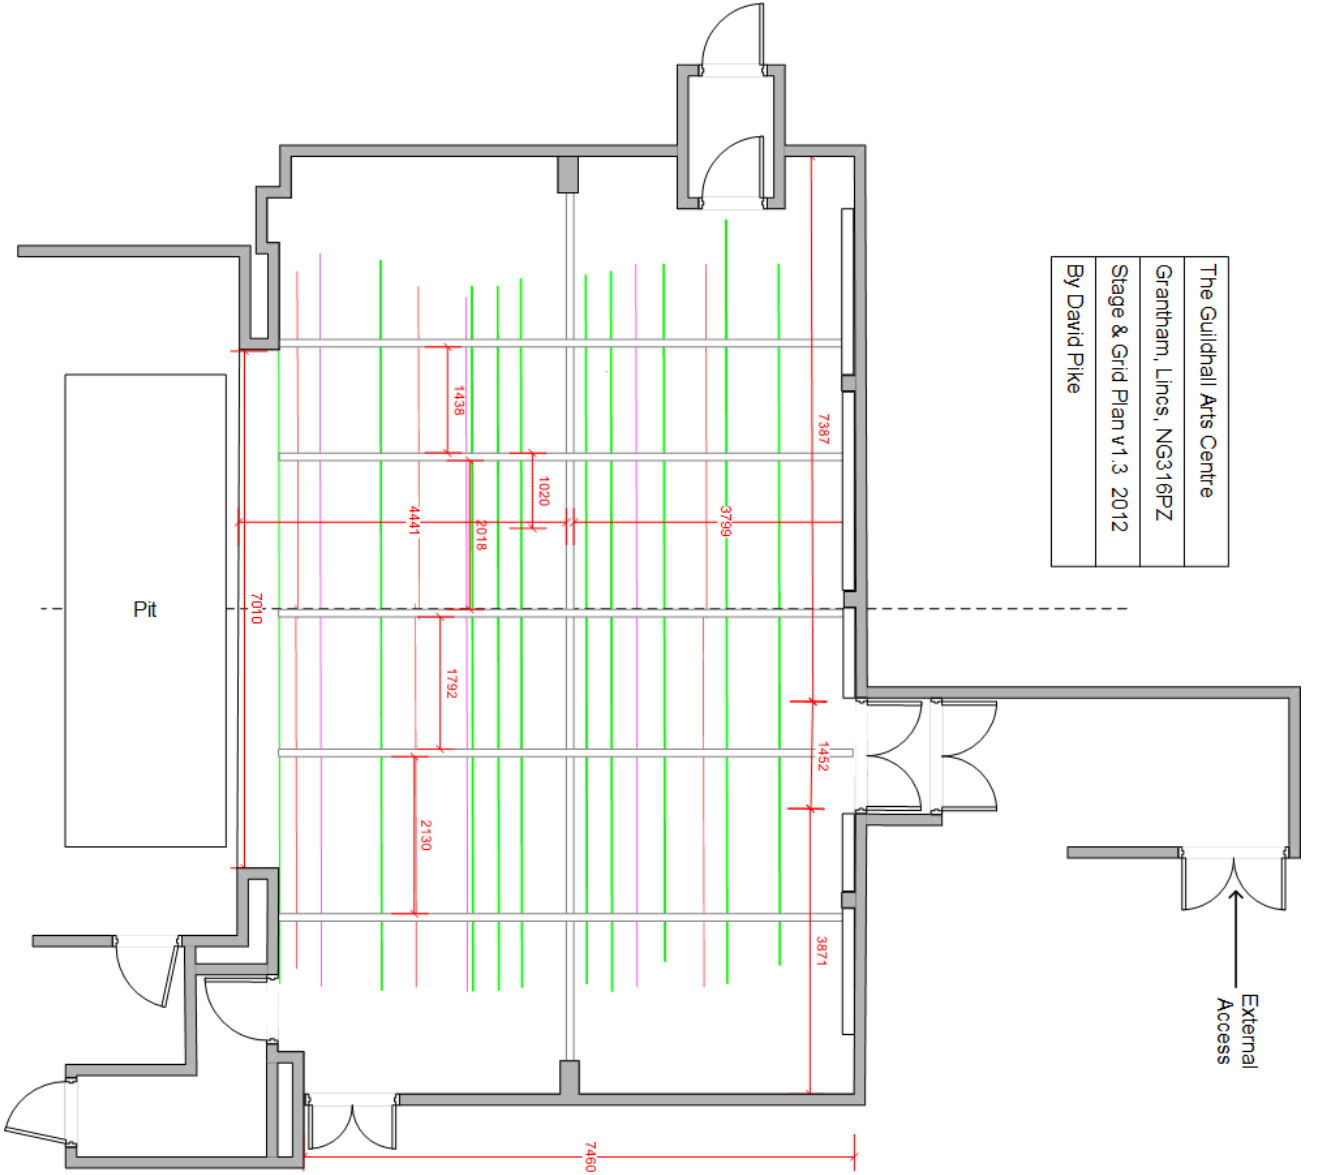 The Guildhall Arts Centre
Grantham, Lincs, NG316PZ
Stage & Grid Plan v1.3 2012
By David Pike
7387
1438
1020
3799
4441
2018
7010
Pit
1792
1452
2130
3871
External
Access
7460